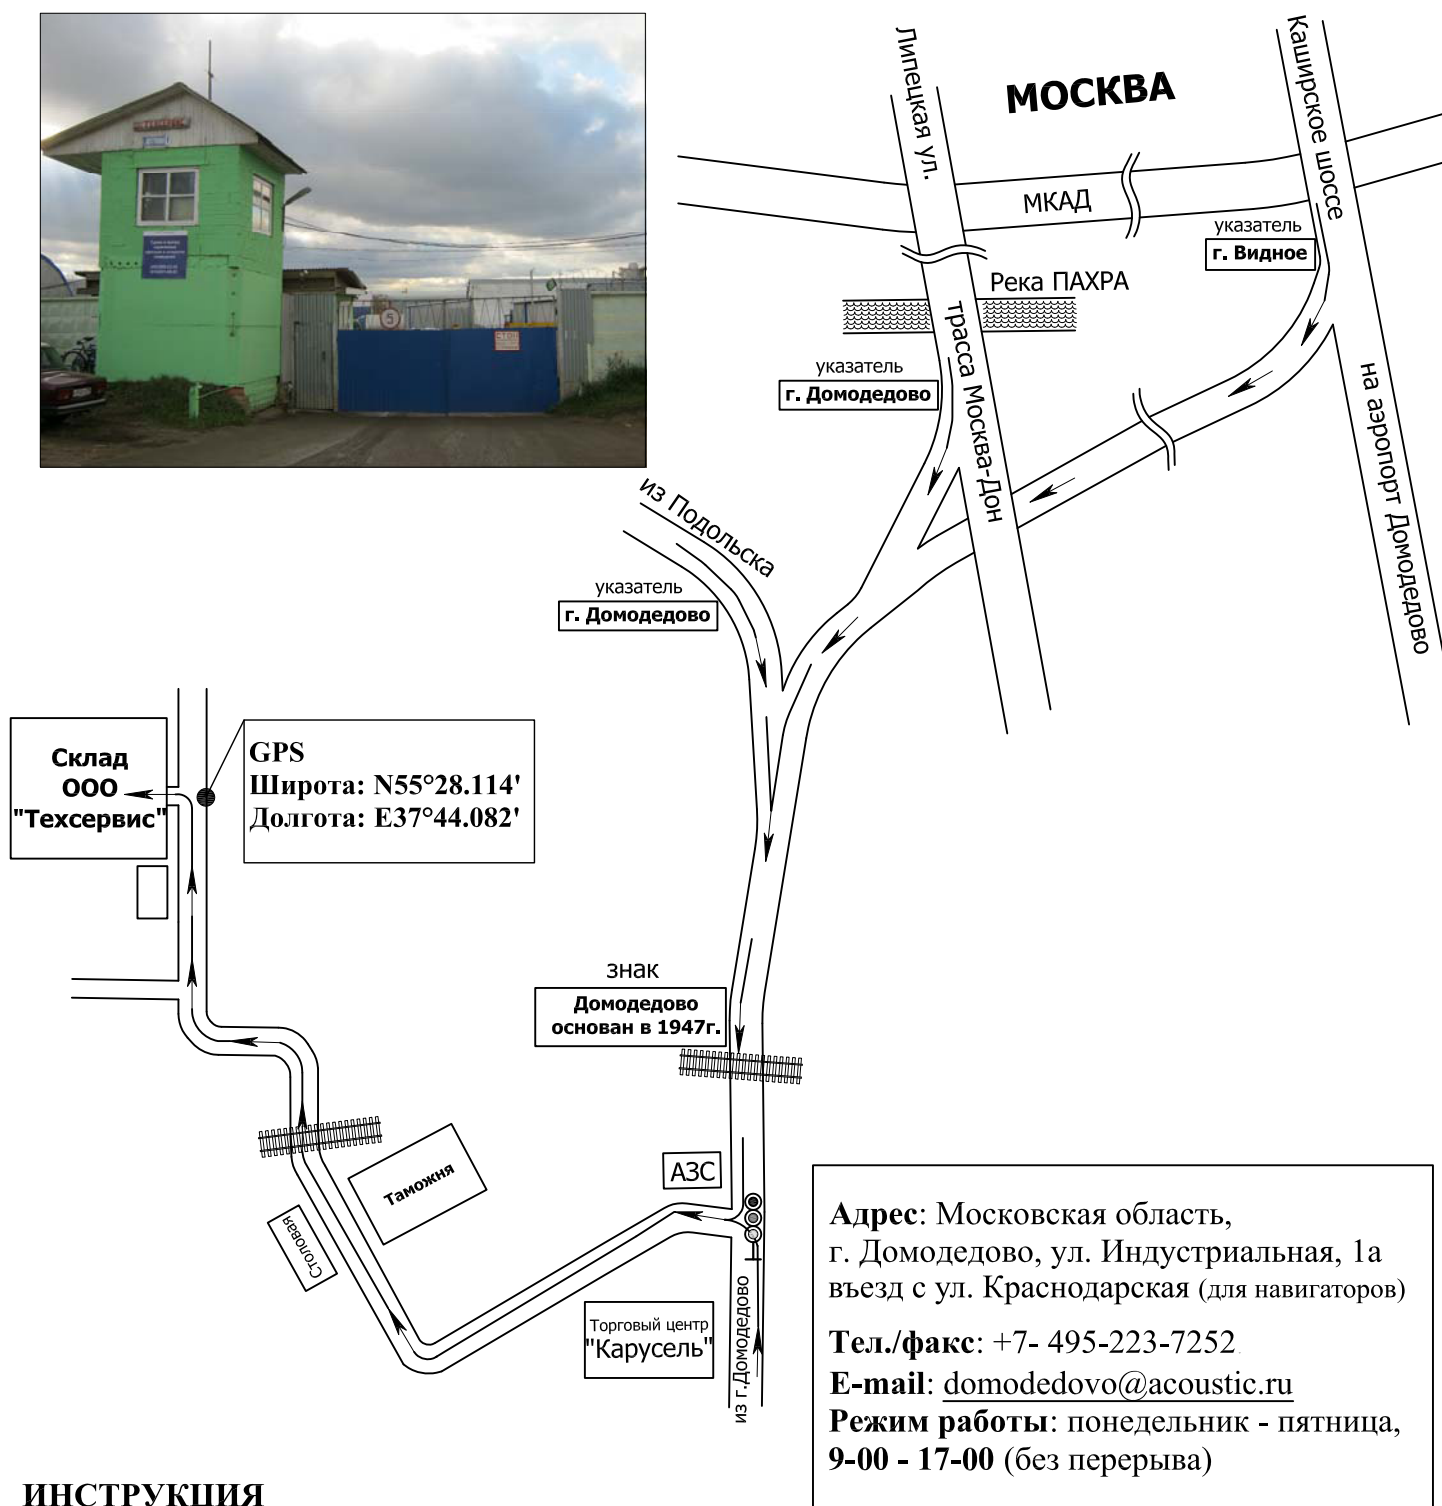 МОСКВА
Липецкая ул.
Каширское шоссе
МКАД
указатель
г. Видное
Река ПАХРА
трасса Москва-Дон
на аэропорт Домодедово
указатель
г. Домодедово
из Подольска
указатель
г. Домодедово
5
СТОП
Склад
ООО
"Техсервис"
GPS
Широта: N55°28.114'
Долгота: E37°44.082'
знак
Домодедово
основан в 1947г.
Таможня
Столовая
АЗС
Торговый центр
"Карусель"
из г.Домодедово
Адрес: Московская область,
г. Домодедово, ул. Индустриальная, 1а
въезд с ул. Краснодарская (для навигаторов)
Тел./факс: +7- 495-223-7252
E-mail: domodedovo@acoustic.ru
Режим работы: понедельник - пятница,
9-00 - 17-00 (без перерыва)
ИНСТРУКЦИЯ